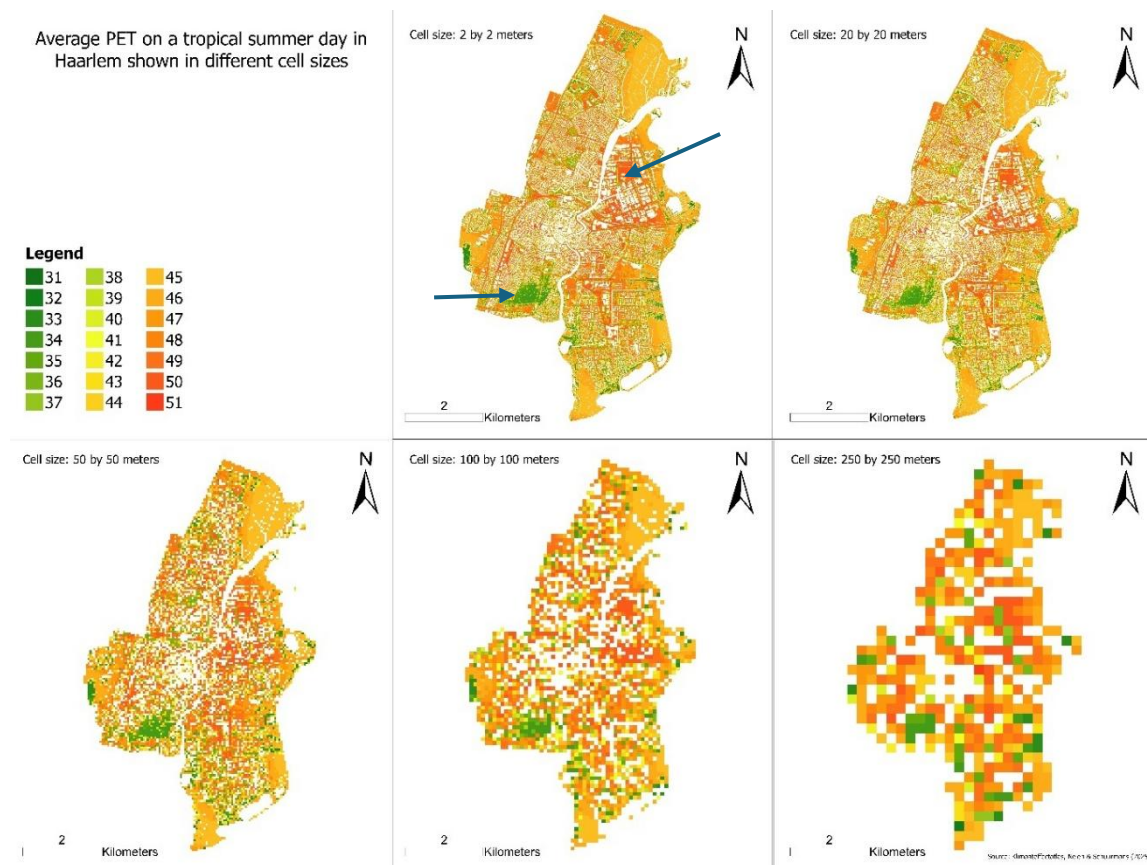 Average PET on a tropical summer day in
Haarlem shown in different cell sizes
Legend
31 38 45
32 39 46
33 40 47
34 41 48
35 42 49
36 43 50
37 44 51
Cell size: 2 by 2 meters
N
2
Kilometers
Cell size: 20 by 20 meters
N
2
Kilometers
Cell size: 50 by 50 meters
N
2
Kilometers
Cell size: 100 by 100 meters
N
2
Kilometers
Cell size: 250 by 250 meters
N
2
Kilometers
Source: